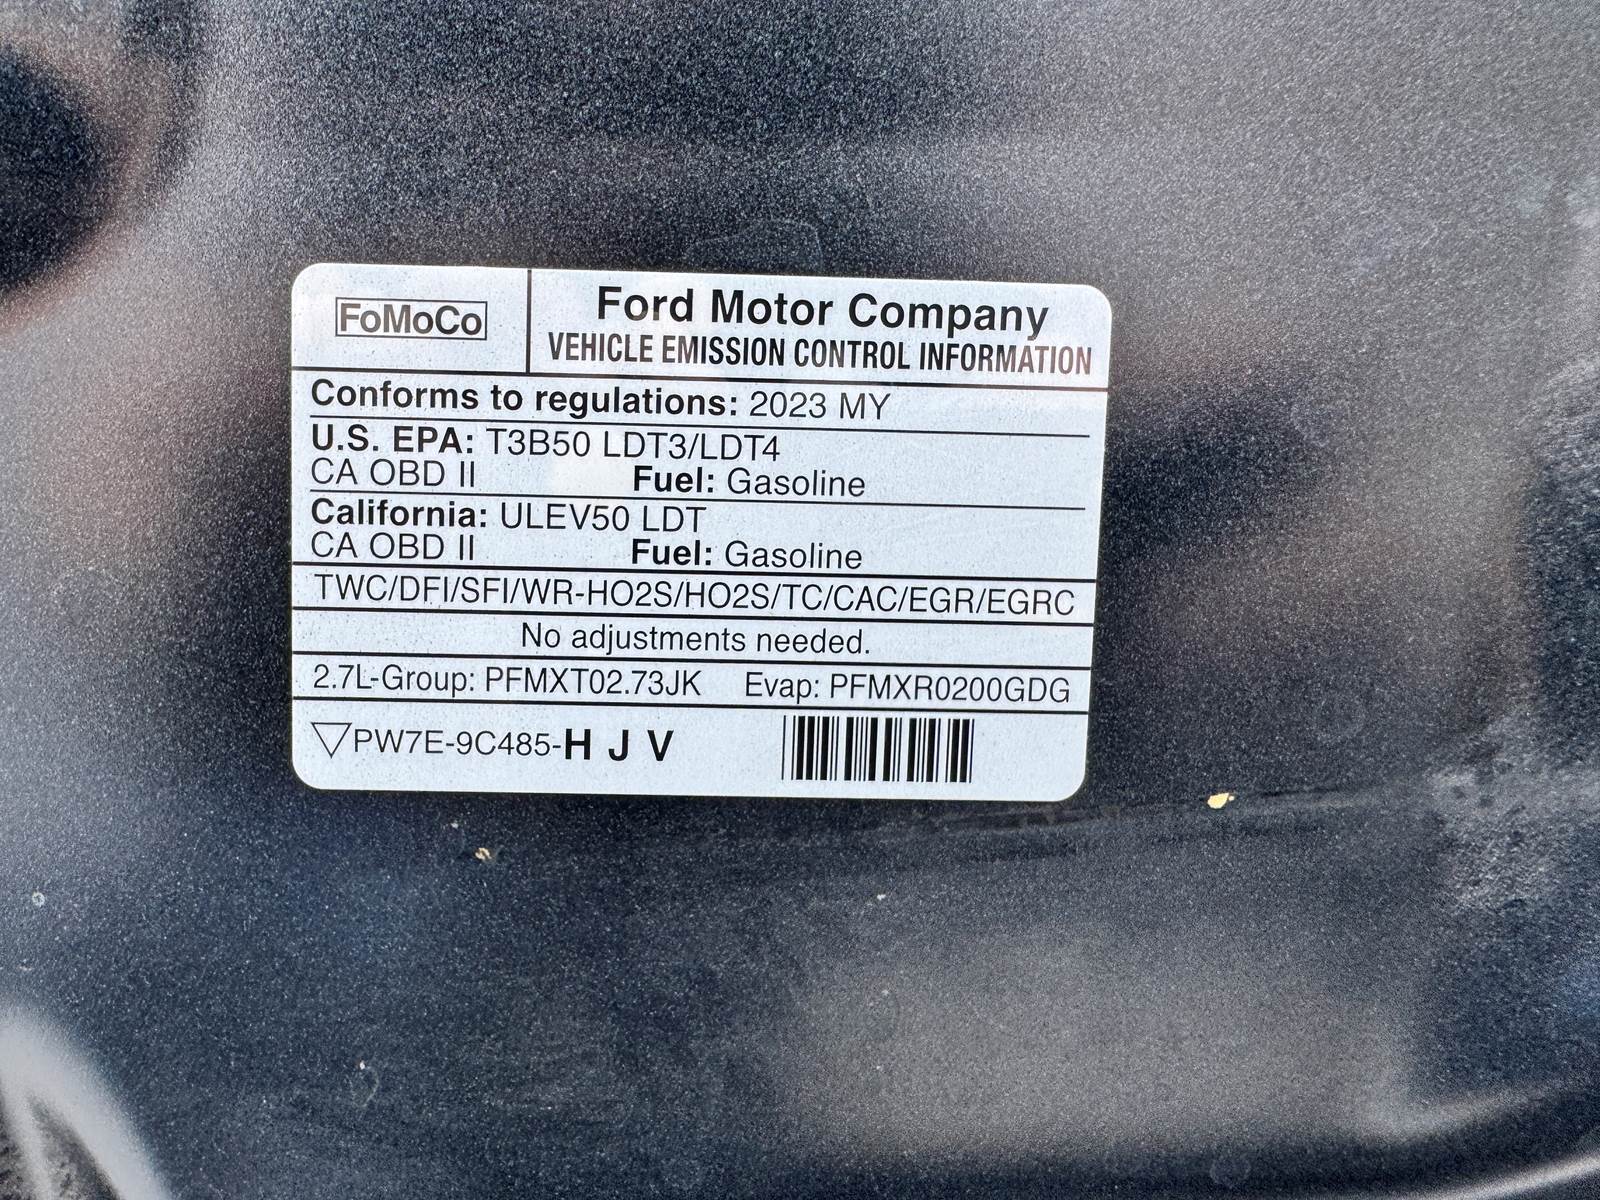 FoMoCo
Ford Motor Company
VEHICLE EMISSION CONTROL INFORMATION
Conforms to regulations: 2023 MY
U.S. EPA: T3B50 LDT3/LDT4
CA OBD II Fuel: Gasoline
California: ULEV50 LDT
CA OBD II Fuel: Gasoline
TWC/DFI/SFI/WR-HO2S/HO2S/TC/CAC/EGR/EGRC
No adjustments needed.
2.7L-Group: PFMXT02.73JK Evap: PFMXR0200GDG
PW7E-9C485-H J V